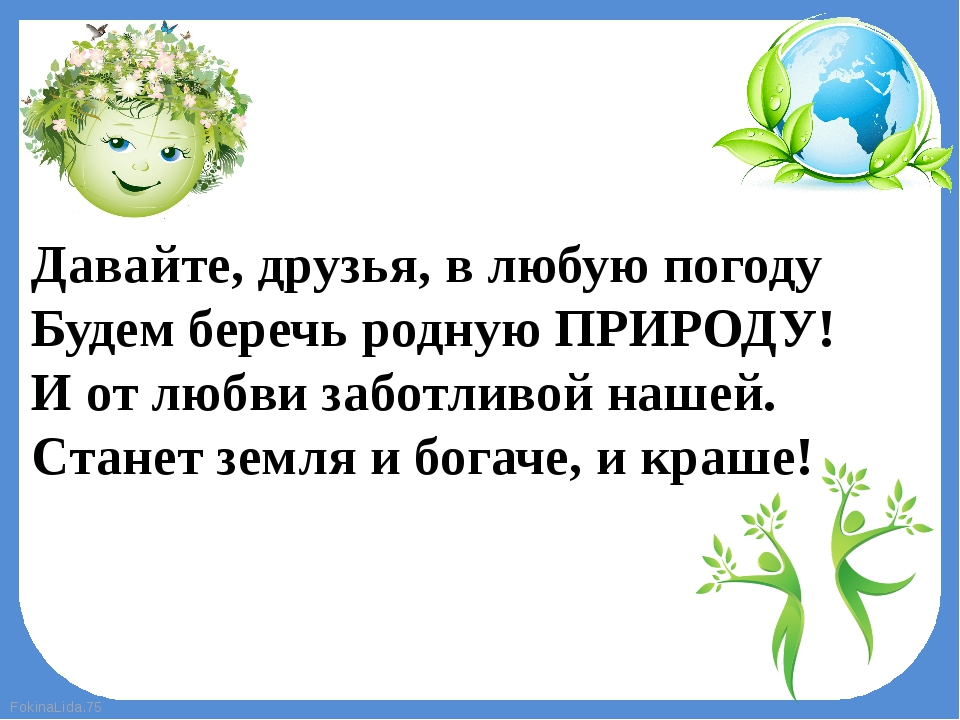 Давайте, друзья, в любую погоду
Будем беречь родную ПРИРОДУ!
И от любви заботливой нашей.
Станет земля и богаче, и краше!
FokinaLida.75